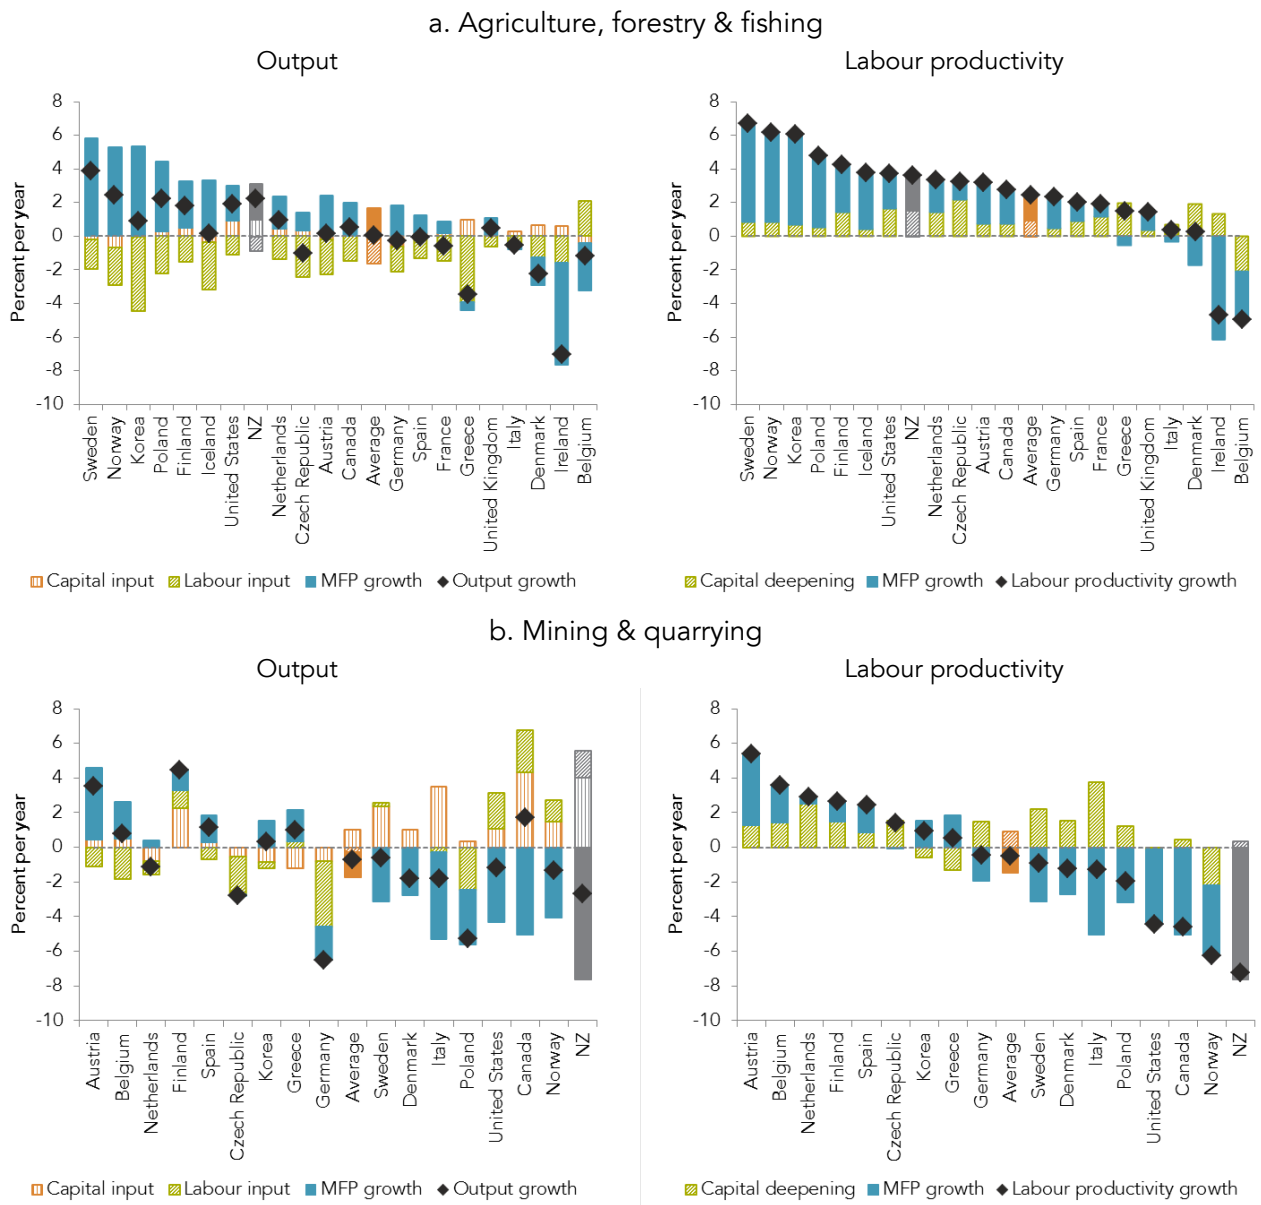 a. Agriculture, forestry & fishing
Output
Labour productivity
Percent per year
8
6
4
2
0
-2
-4
-6
-8
-10
Sweden
Norway
Korea
Poland
Finland
Iceland
United States
NZ
Netherlands
Czech Republic
Austria
Canada
Average
Germany
Spain
France
Greece
United Kingdom
Italy
Denmark
Ireland
Belgium
Capital input Labour input MFP growth Output growth
Percent per year
8
6
4
2
0
-2
-4
-6
-8
-10
Sweden
Norway
Korea
Poland
Finland
Iceland
United States
NZ
Netherlands
Czech Republic
Austria
Canada
Average
Germany
Spain
France
Greece
United Kingdom
Italy
Denmark
Ireland
Belgium
Capital deepening MFP growth Labour productivity growth
b. Mining & quarrying
Output
Labour productivity
Percent per year
8
6
4
2
0
-2
-4
-6
-8
-10
Austria
Belgium
Netherlands
Finland
Spain
Czech Republic
Korea
Greece
Germany
Average
Sweden
Denmark
Italy
Poland
United States
Canada
Norway
NZ
Capital input Labour input MFP growth Output growth
Percent per year
8
6
4
2
0
-2
-4
-6
-8
-10
Austria
Belgium
Netherlands
Finland
Spain
Czech Republic
Korea
Greece
Germany
Average
Sweden
Denmark
Italy
Poland
United States
Canada
Norway
NZ
Capital deepening MFP growth Labour productivity growth